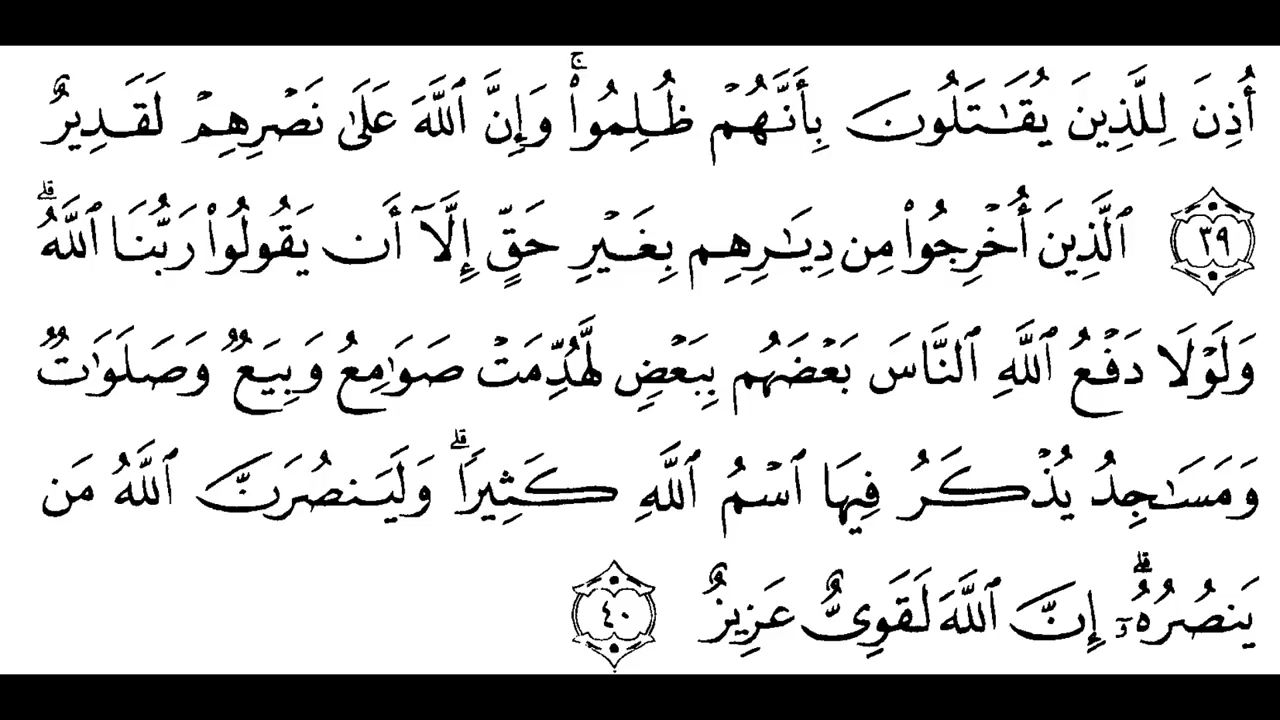 أُذِنَ لِلَّذِينَ يُقَٰتَلُونَ بِأَنَّهُمۡ ظُلِمُواْۚ وَإِنَّ ٱللَّهَ عَلَىٰ نَصۡرِهِمۡ لَقَدِيرٌ
٣٩ ٱلَّذِينَ أُخۡرِجُواْ مِن دِيَٰرِهِم بِغَيۡرِ حَقٍّ إِلَّآ أَن يَقُولُواْ رَبُّنَا ٱللَّهُۗ
وَلَوۡلَا دَفۡعُ ٱللَّهِ ٱلنَّاسَ بَعۡضَهُم بِبَعۡضٍ لَّهُدِّمَتۡ صَوَٰمِعُ وَبِيَعٌ وَصَلَوَٰتٌ
وَمَسَٰجِدُ يُذۡكَرُ فِيهَا ٱسۡمُ ٱللَّهِ كَثِيرًاۗ وَلَيَنصُرَنَّ ٱللَّهُ مَن
يَنصُرُهُۥٓۗ إِنَّ ٱللَّهَ لَقَوِيٌّ عَزِيزٌ ٤٠